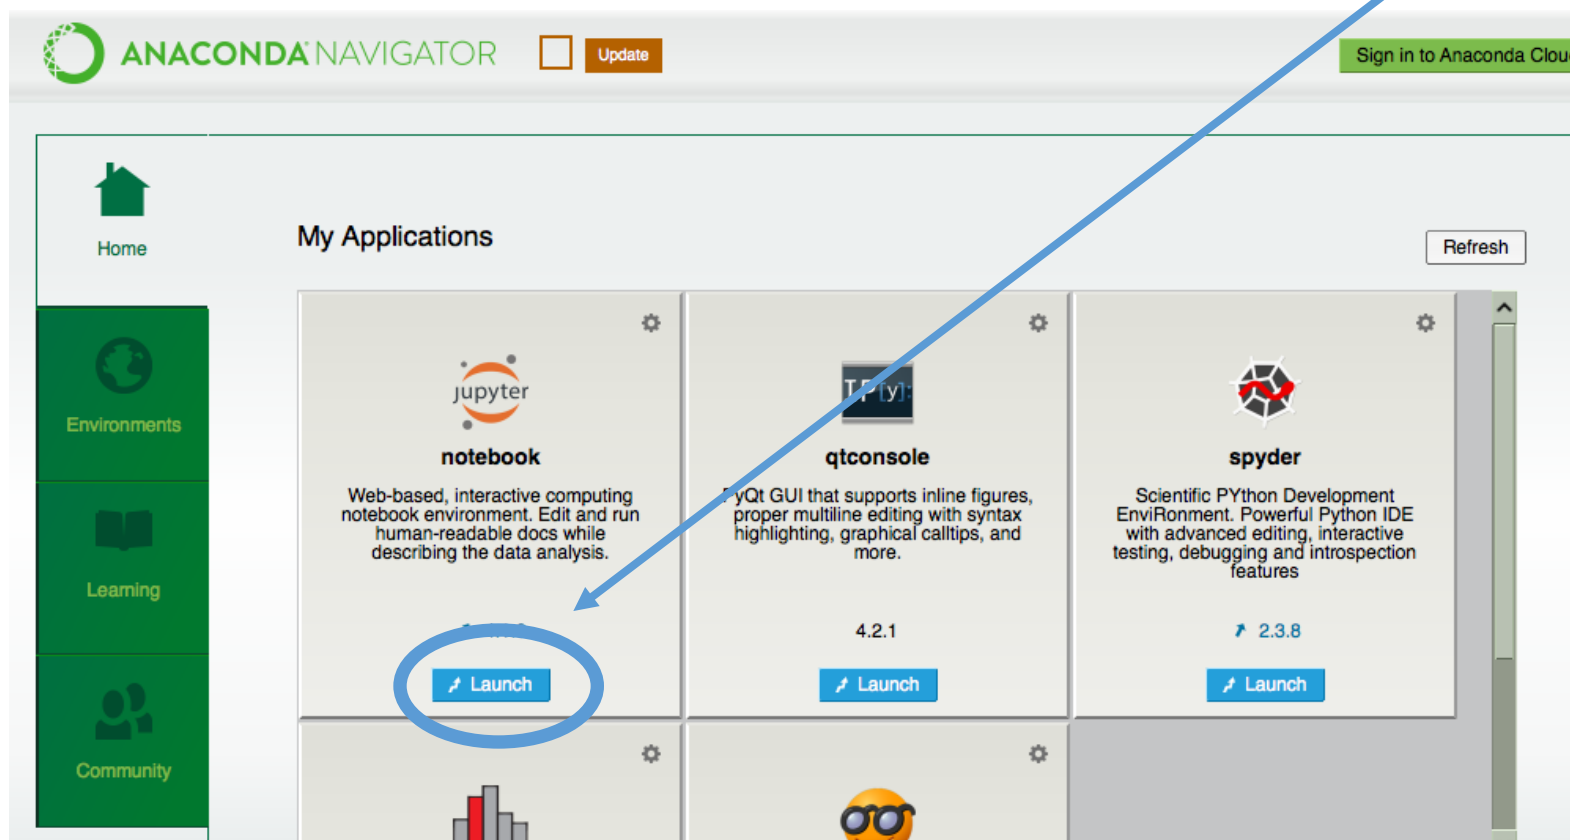 ANACONDA NAVIGATOR
Update
Sign in to Anaconda
Home
My Applications
Refresh
Environments
Learning
Community
jupyter
notebook
Web-based, interactive computing
notebook environment. Edit and run
human-readable docs while
describing the data analysis.
Launch
IP[y]:
qtconsole
PyQt GUI that supports inline figures,
proper multiline editing with syntax
highlighting, graphical calltips, and
more.
4.2.1
Launch
spyder
Scientific PYthon Development
EnviRonment. Powerful Python IDE
with advanced editing, interactive
testing, debugging and introspection
features
2.3.8
Launch